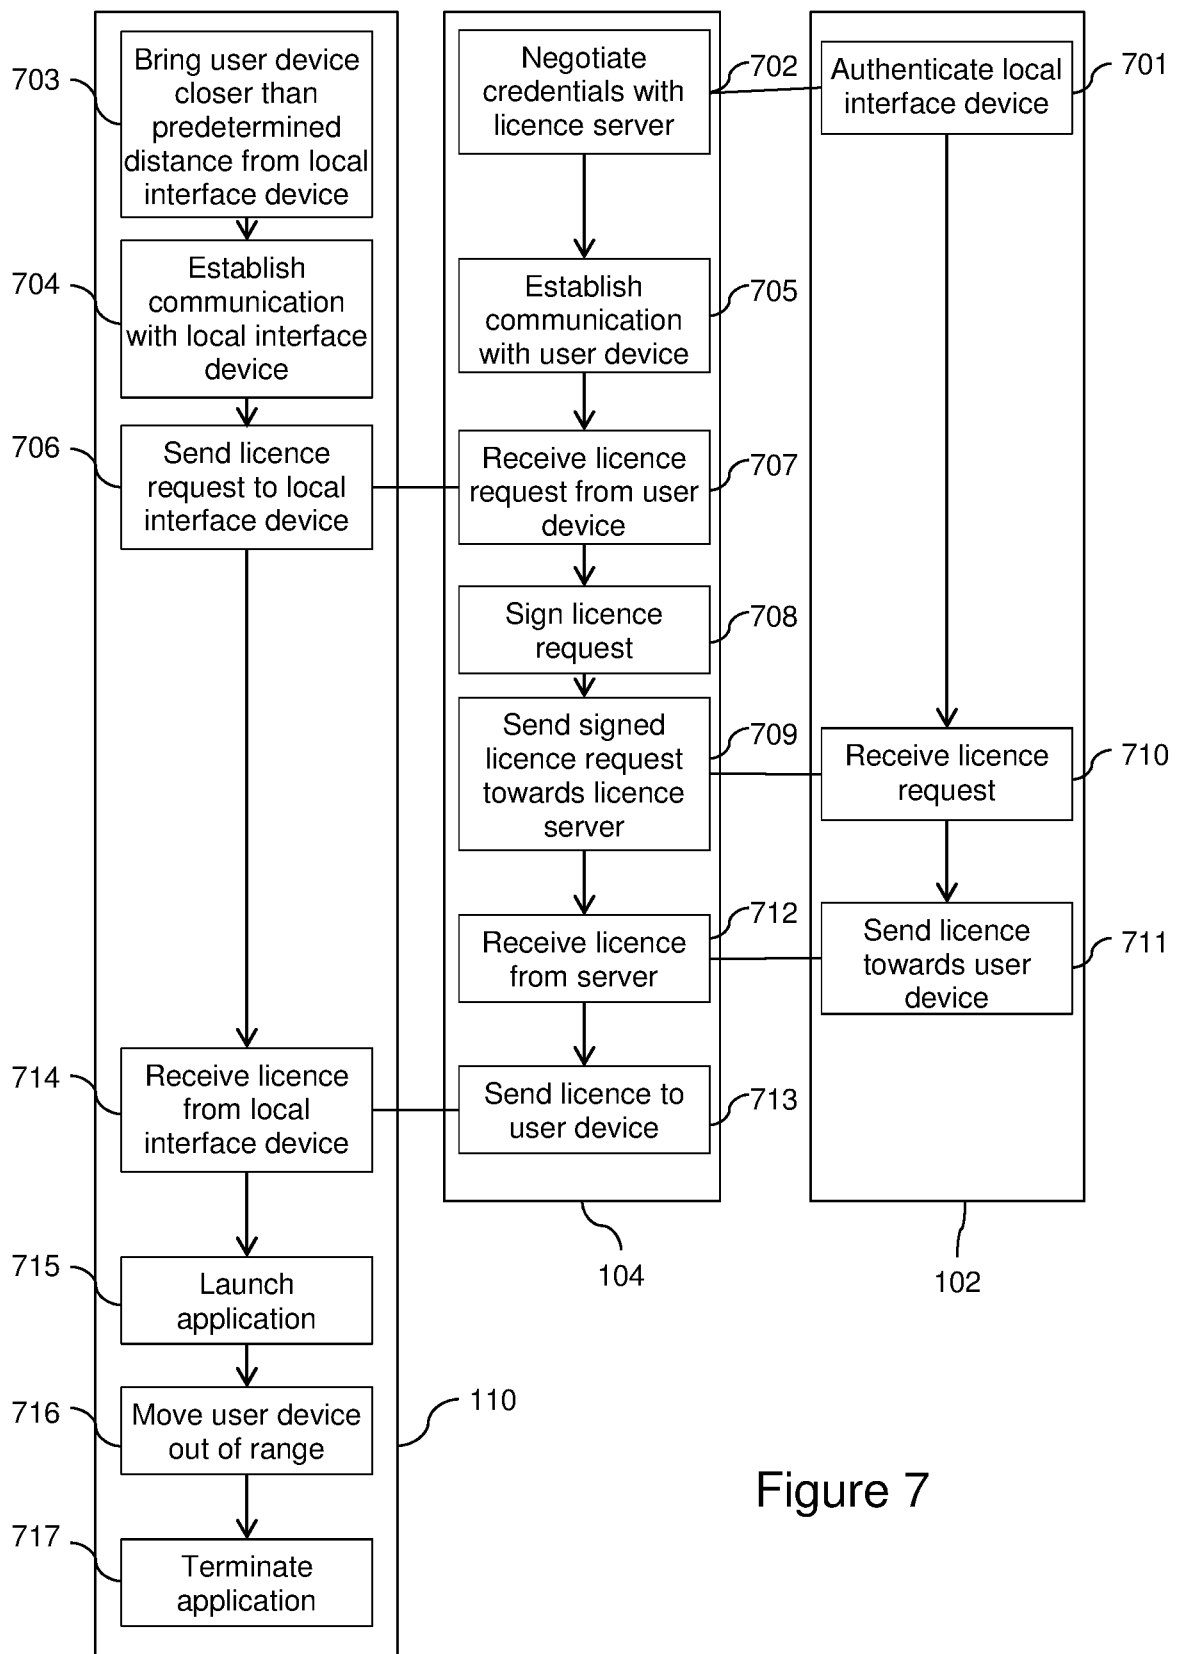 703
Bring user device
closer than
predetermined
distance from local
interface device
704
Establish
communication
with local interface
device
706
Send licence
request to local
interface device
714
Receive licence
from local
interface device
715
Launch
application
716
Move user device
out of range
717
Terminate
application
110
Negotiate
credentials with
licence server
702
Establish
communication
with user device
705
Receive licence
request from user
device
707
Sign licence
request
708
Send signed
licence request
towards licence
server
709
Receive licence
from server
712
Send licence to
user device
713
104
Authenticate local
interface device
701
Receive licence
request
710
Send licence
towards user
device
711
102
Figure 7